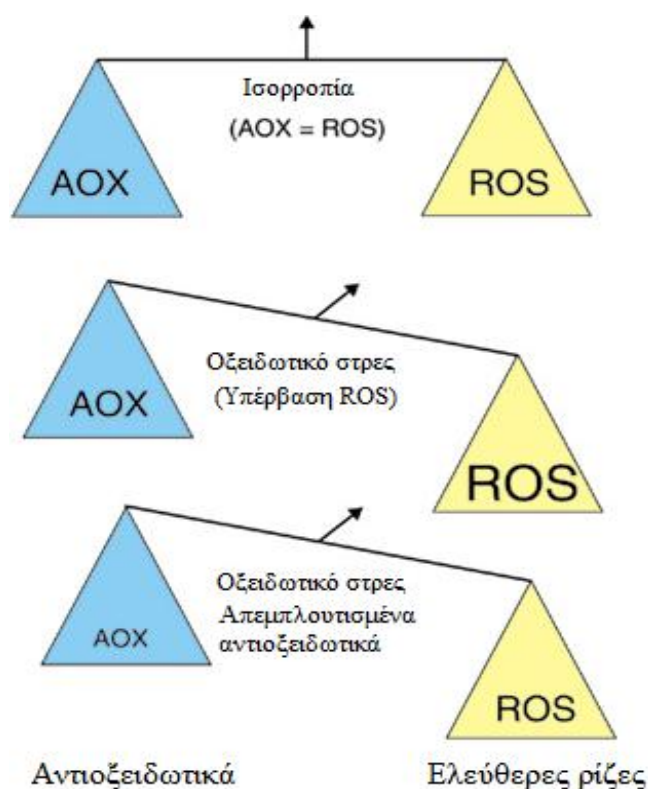 Ισορροπία
(AOX = ROS)
AOX
ROS
Οξειδωτικό στρες
(Υπέρβαση ROS)
AOX
ROS
Οξειδωτικό στρες
Απεμπλουτισμένα
αντιοξειδωτικά
AOX
ROS
Αντιοξειδωτικά
Ελεύθερες ρίζες